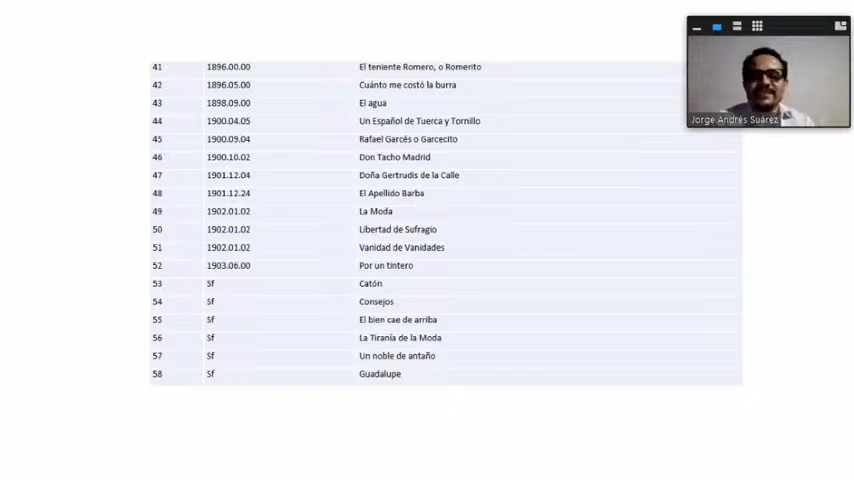 41 1896.00.00 El teniente Romero, o Romerito
42 1896.05.00 Cuánto me costó la burra
43 1898.09.00 El agua
44 1900.04.05 Un Español de Tuerca y Tornillo
45 1900.09.04 Rafael Garcés o Garcecito
46 1900.10.02 Don Tacho Madrid
47 1901.12.04 Doña Gertrudis de la Calle
48 1901.12.24 El Apellido Barba
49 1902.01.02 La Moda
50 1902.01.02 Libertad de Sufragio
51 1902.01.02 Vanidad de Vanidades
52 1903.06.00 Por un tintero
53 Sf Catón
54 Sf Consejos
55 Sf El bien cae de arriba
56 Sf La Tiranía de la Moda
57 Sf Un noble de antaño
58 Sf Guadalupe
Jorge Andrés Suárez